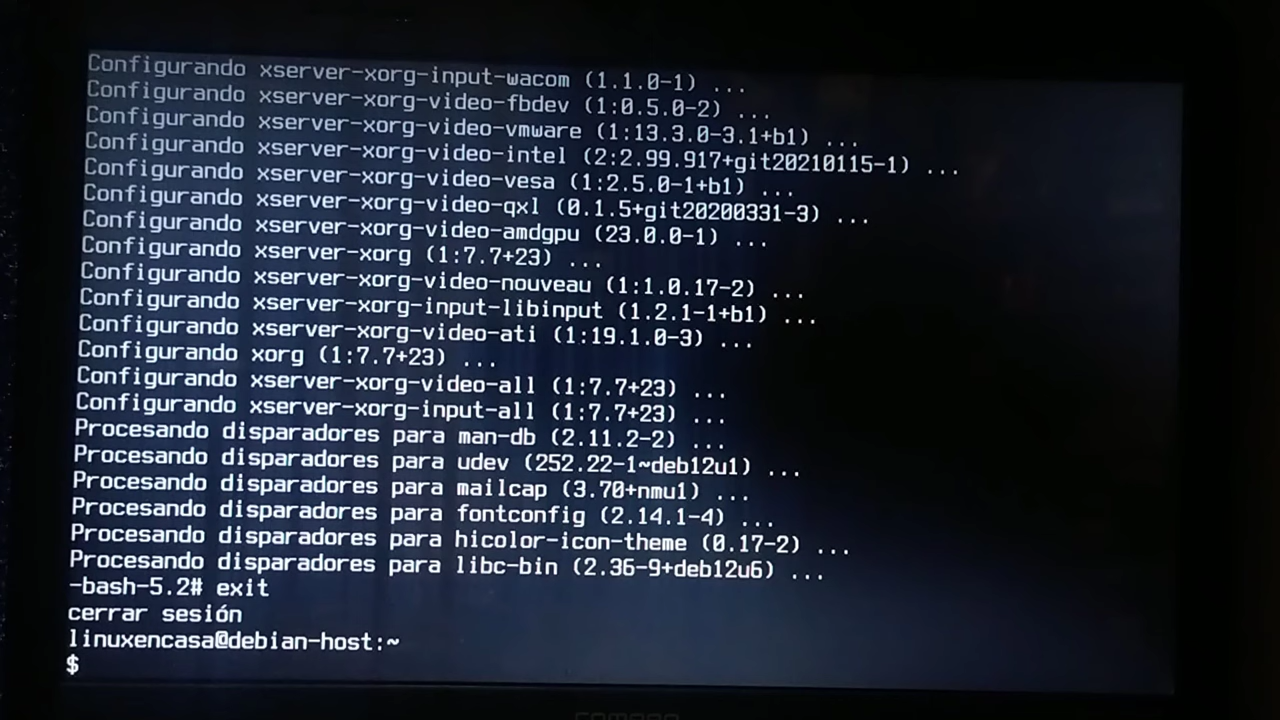 Configurando xserver-xorg-input-wacom (1.1.0-1) ...
Configurando xserver-xorg-video-fbdev (1:0.5.0-2) ...
Configurando xserver-xorg-video-vmware (1:13.3.0-3.1+b1) ...
Configurando xserver-xorg-video-intel (2:2.99.917+git20210115-1) ...
Configurando xserver-xorg-video-vesa (1:2.5.0-1+b1) ...
Configurando xserver-xorg-video-qxl (0.1.5+git20200331-3) ...
Configurando xserver-xorg-video-amdgpu (23.0.0-1) ...
Configurando xserver-xorg (1:7.7+23) ...
Configurando xserver-xorg-video-nouveau (1:1.0.17-2) ...
Configurando xserver-xorg-input-libinput (1.2.1-1+b1) ...
Configurando xserver-xorg-video-ati (1:19.1.0-3) ...
Configurando xorg (1:7.7+23) ...
Configurando xserver-xorg-video-all (1:7.7+23) ...
Configurando xserver-xorg-input-all (1:7.7+23) ...
Procesando disparadores para man-db (2.11.2-2) ...
Procesando disparadores para udev (252.22-1~deb12u1) ...
Procesando disparadores para mailcap (3.70+nmu1) ...
Procesando disparadores para fontconfig (2.14.1-4) ...
Procesando disparadores para hicolor-icon-theme (0.17-2) ...
Procesando disparadores para libc-bin (2.36-9+deb12u6) ...
-bash-5.2# exit
cerrar sesión
linuxencasa@debian-host:~
$